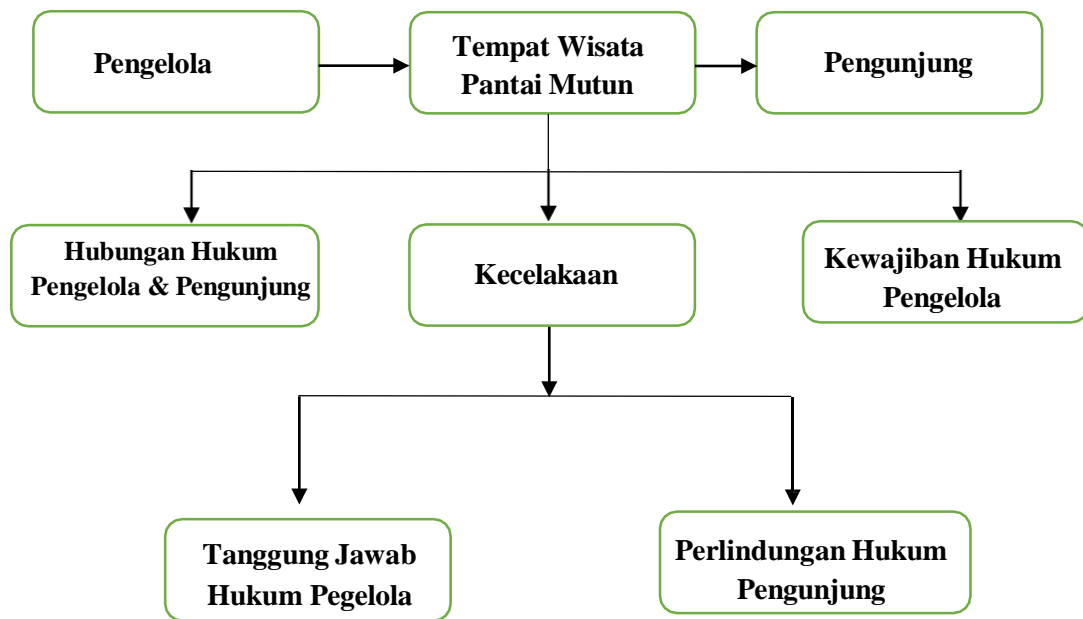 Pengelola
Tempat Wisata
Pantai Mutun
Pengunjung
Hubungan Hukum
Pengelola & Pengunjung
Kecelakaan
Kewajiban Hukum
Pengelola
Tanggung Jawab
Hukum Pegelola
Perlindungan Hukum
Pengunjung